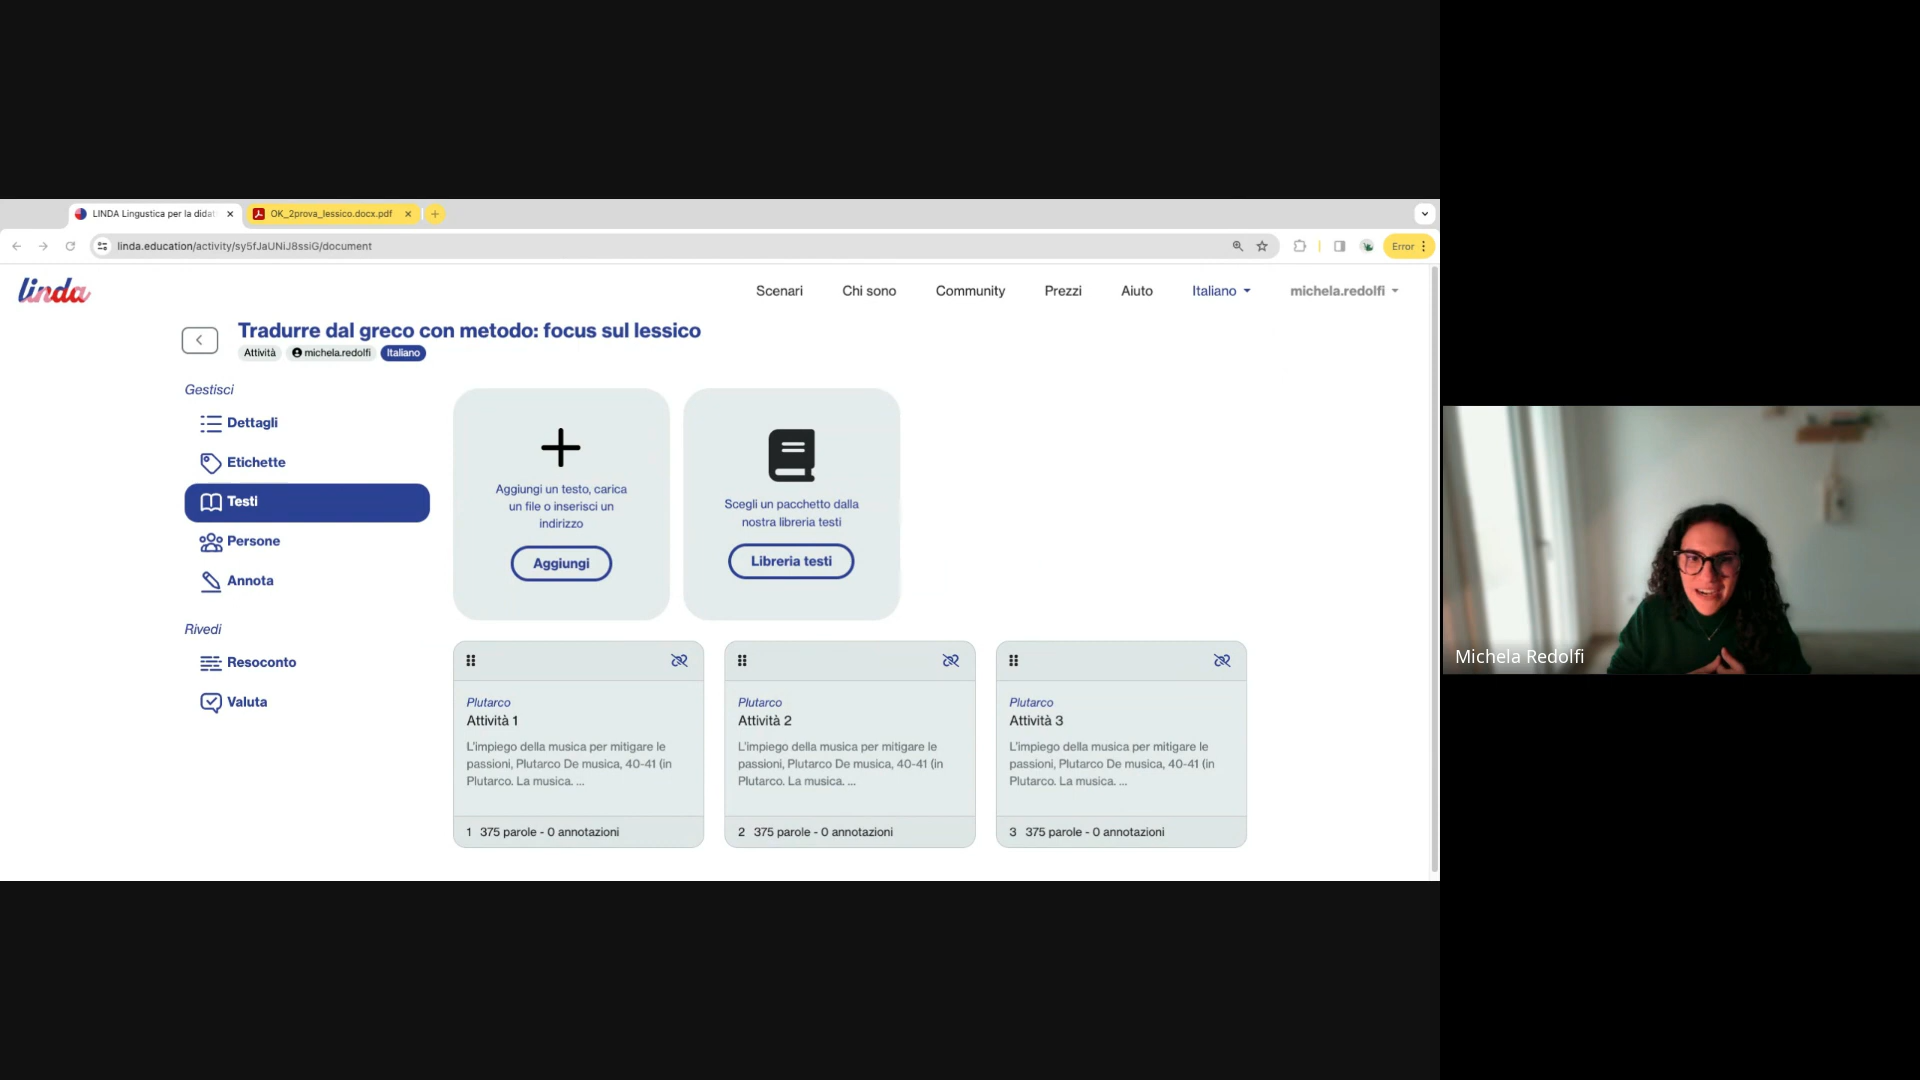 LINDA Lingustica per la didat
OK_2prova_lessico.docx.pdf
linda.education/activity/sy5fJaUNiJ8ssiG/document
Error
linda
Scenari
Chi sono
Community
Prezzi
Aiuto
Italiano
michela.redolfi
Tradurre dal greco con metodo: focus sul lessico
Attività
michela.redolfi
Italiano
Gestisci
Dettagli
Etichette
Testi
Persone
Annota
Rivedi
Resoconto
Valuta
Aggiungi un testo, carica
un file o inserisci un
indirizzo
Aggiungi
Scegli un pacchetto dalla
nostra libreria testi
Libreria testi
Plutarco
Attività 1
L'impiego della musica per mitigare le
passioni, Plutarco De musica, 40-41 (in
Plutarco. La musica. ...
1 375 parole - 0 annotazioni
Plutarco
Attività 2
L'impiego della musica per mitigare le
passioni, Plutarco De musica, 40-41 (in
Plutarco. La musica. ...
2 375 parole - 0 annotazioni
Plutarco
Attività 3
L'impiego della musica per mitigare le
passioni, Plutarco De musica, 40-41 (in
Plutarco. La musica. ...
3 375 parole - 0 annotazioni
Michela Redolfi